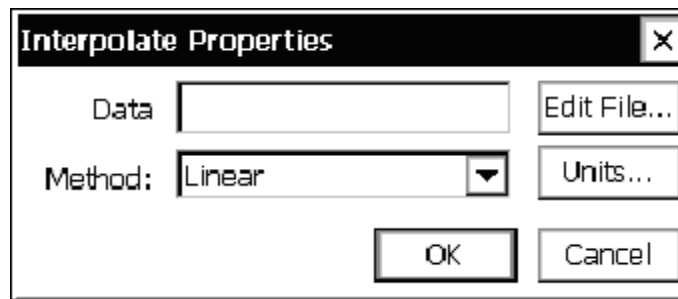 Interpolate Properties
Data
Edit File...
Method:
Linear
Units...
OK
Cancel